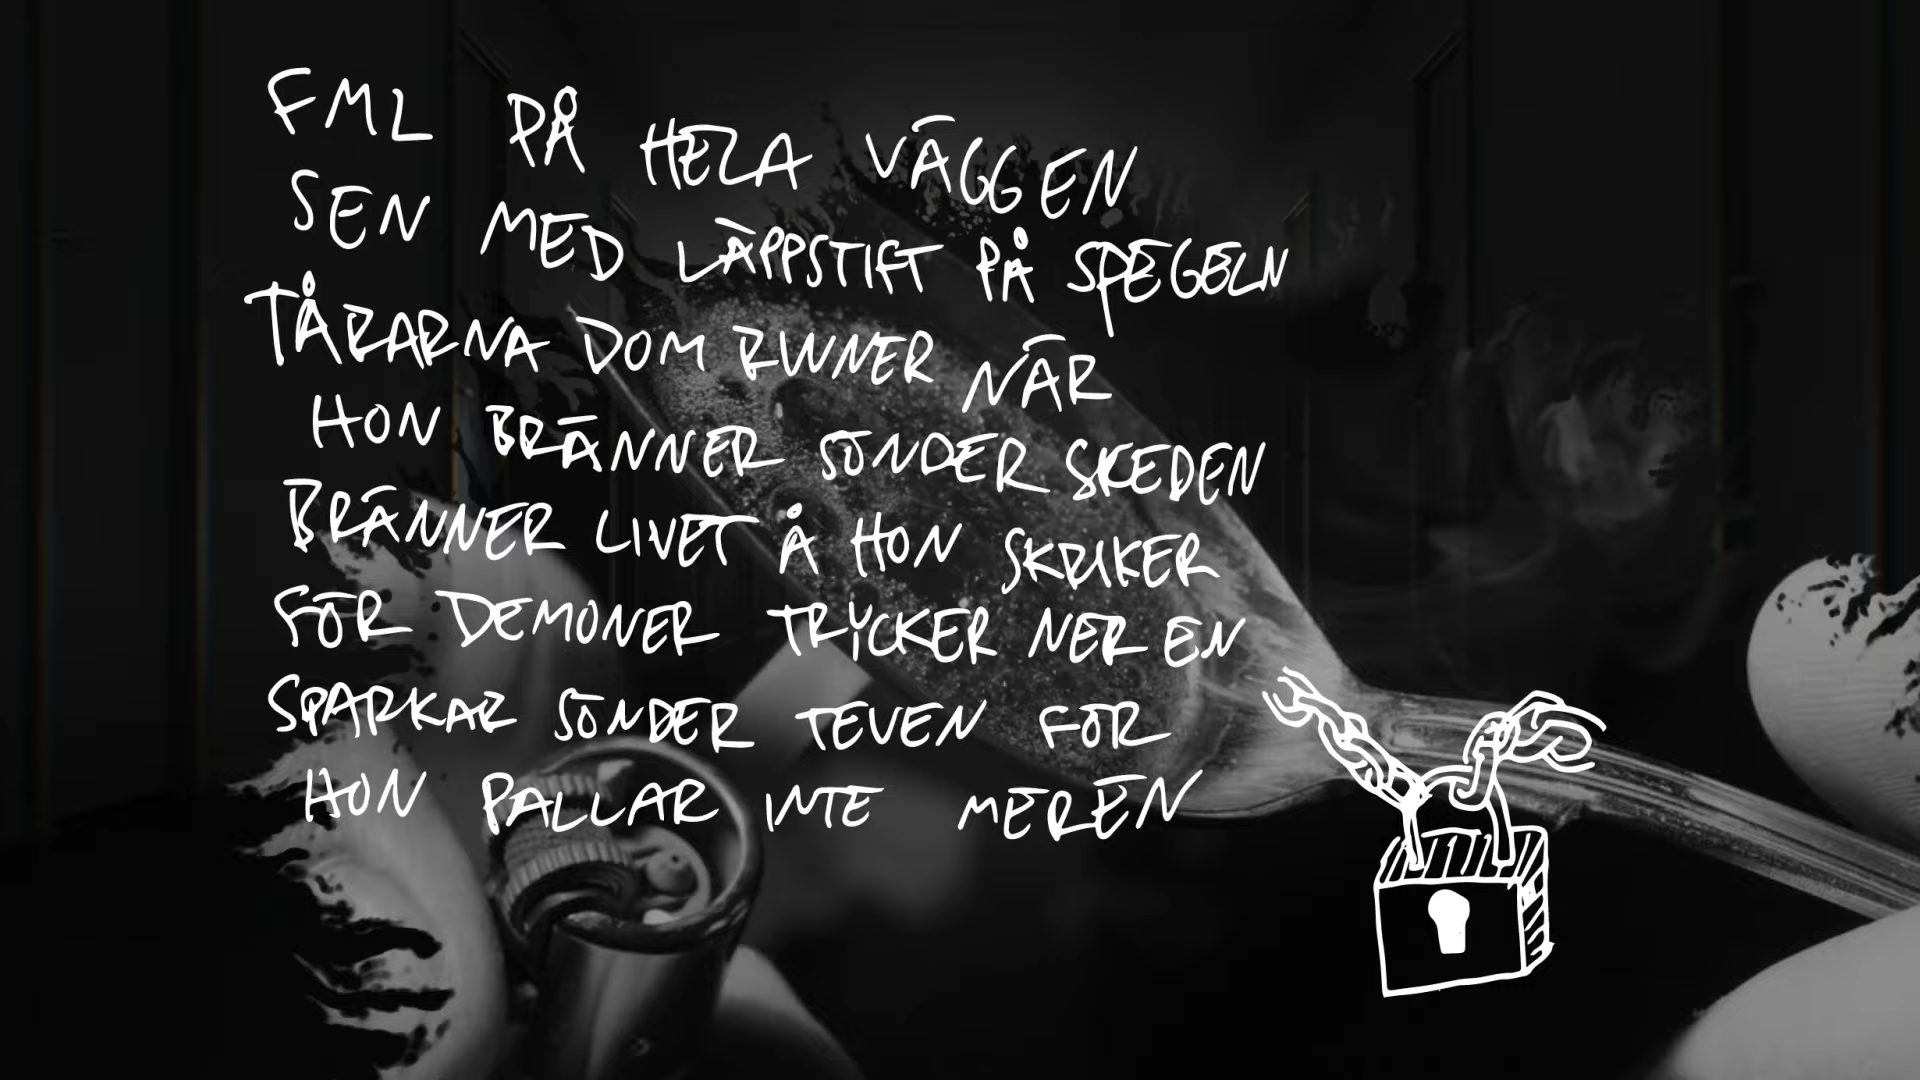 FML PÅ HELA VÄGGEN
SEN MED LÄPPSTIFT PÅ SPEGELN
TÅRARNA DOM RINNER NÄR
HON BRÄNNER SÖNDER SKEDEN
BRÄNNER LIVET Å HON SKRIKER
FÖR DEMONER TRYCKER NER EN
SPARKAR SÖNDER TEVEN FÖR
HON PALLAR INTE MEREN